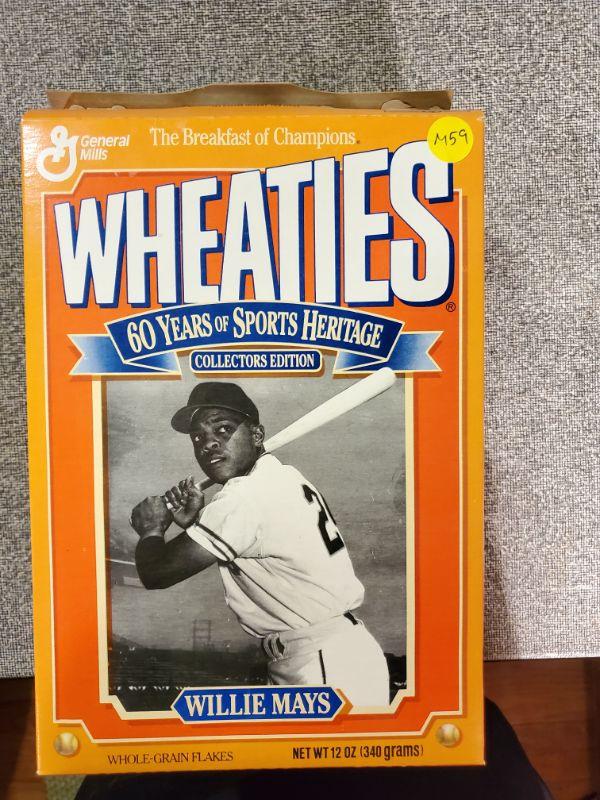 General
Mills
The Breakfast of Champions.
M59
WHEATIES®
60 YEARS OF SPORTS HERITAGE
COLLECTORS EDITION
2
WILLIE MAYS
WHOLE-GRAIN FLAKES
NET WT 12 OZ (340 grams)